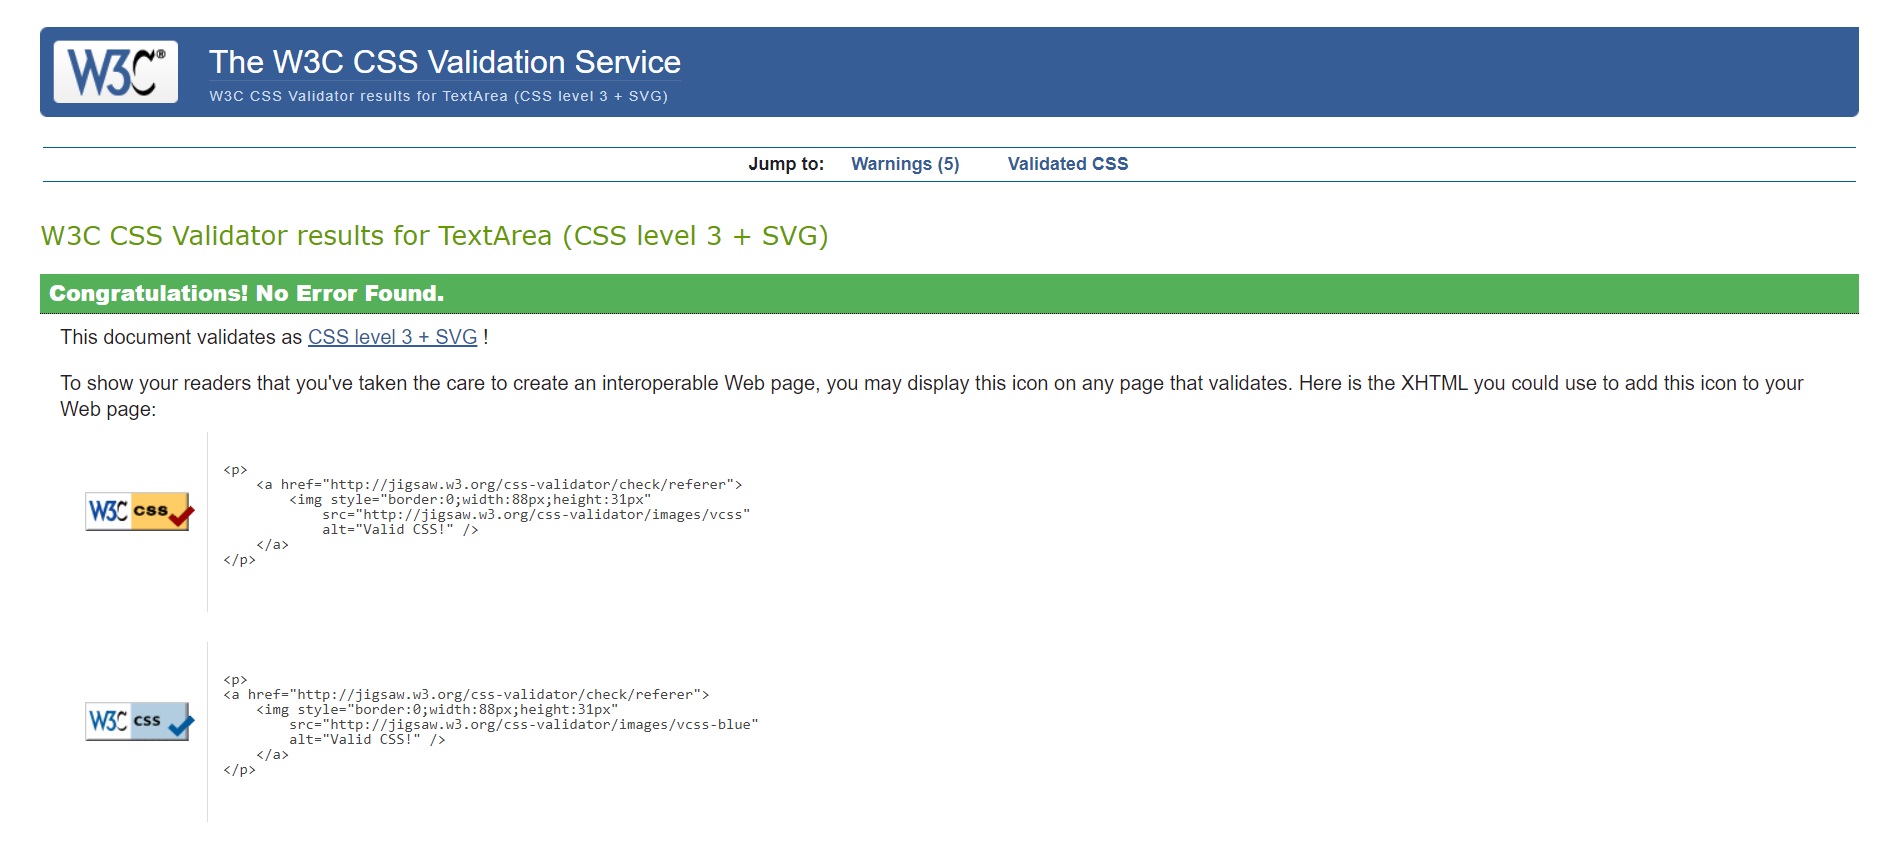 W3C®
The W3C CSS Validation Service
W3C CSS Validator results for TextArea (CSS level 3 + SVG)
Jump to: Warnings (5) Validated CSS
W3C CSS Validator results for TextArea (CSS level 3 + SVG)
Congratulations! No Error Found.
This document validates as CSS level 3 + SVG !
To show your readers that you've taken the care to create an interoperable Web page, you may display this icon on any page that validates. Here is the XHTML you could use to add this icon to your
Web page:
W3C css
<p>
<a href="http://jigsaw.w3.org/css-validator/check/referer">
<img style="border:0;width:88px;height:31px"
src="http://jigsaw.w3.org/css-validator/images/vcss"
alt="Valid CSS!" />
</a>
</p>
W3C css
<p>
<a href="http://jigsaw.w3.org/css-validator/check/referer">
<img style="border:0;width:88px;height:31px"
src="http://jigsaw.w3.org/css-validator/images/vcss-blue"
alt="Valid CSS!" />
</a>
</p>